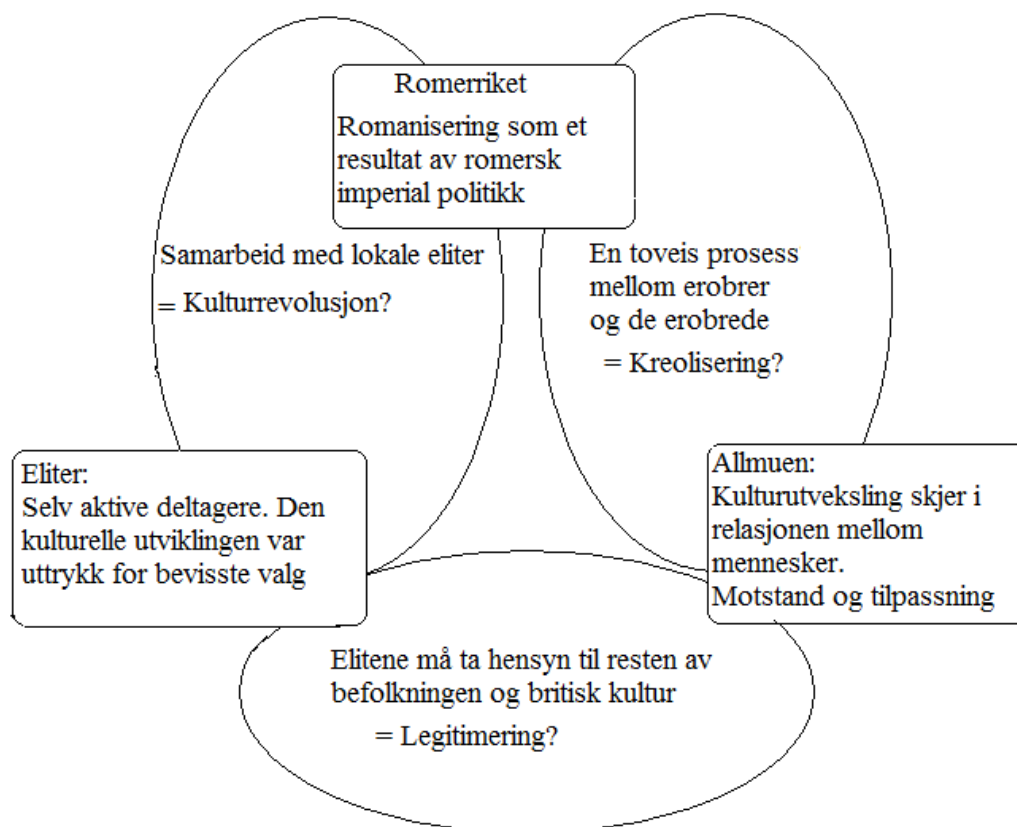 Romerriket
Romanisering som et
resultat av romersk
imperial politikk
Samarbeid med lokale eliter
= Kulturrevolusjon?
En toveis prosess
mellom erobrer
og de erobrede
= Kreolisering?
Eliter:
Selv aktive deltagere. Den
kulturelle utviklingen var
uttrykk for bevisste valg
Allmuen:
Kulturutveksling skjer i
relasjonen mellom
mennesker.
Motstand og tilpassning
Elitene må ta hensyn til resten av
befolkningen og britisk kultur
= Legitimering?